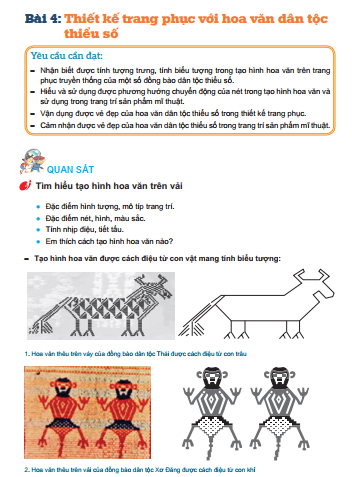 Bài 4: Thiết kế trang phục với hoa văn dân tộc
thiểu số
Yêu cầu cần đạt:
– Nhận biết được tính tượng trưng, tính biểu tượng trong tạo hình hoa văn trên trang
phục truyền thống của một số đồng bào dân tộc thiểu số.
– Hiểu và sử dụng được phương hướng chuyển động của nét trong tạo hình hoa văn và
sử dụng trong trang trí sản phẩm mĩ thuật.
– Vận dụng được vẻ đẹp của hoa văn dân tộc thiểu số trong thiết kế trang phục.
– Cảm nhận được vẻ đẹp của hoa văn dân tộc thiểu số trong trang trí sản phẩm mĩ thuật.
QUAN SÁT
Tìm hiểu tạo hình hoa văn trên vải
• Đặc điểm hình tượng, mô típ trang trí.
• Đặc điểm nét, hình, màu sắc.
• Tính nhịp điệu, tiết tấu.
• Em thích cách tạo hình hoa văn nào?
– Tạo hình hoa văn được cách điệu từ con vật mang tính biểu tượng:
1. Hoa văn thêu trên váy của đồng bào dân tộc Thái được cách điệu từ con trâu
2. Hoa văn thêu trên vải của đồng bào dân tộc Xơ Đăng được cách điệu từ con khỉ